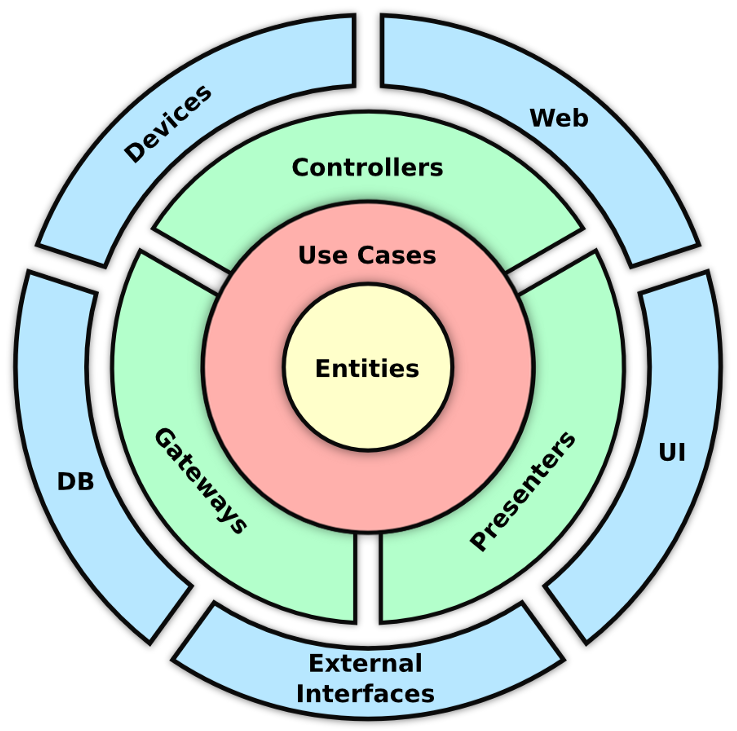 Devices
Web
Controllers
Use Cases
Entities
Gateways
Presenters
DB
UI
External
Interfaces